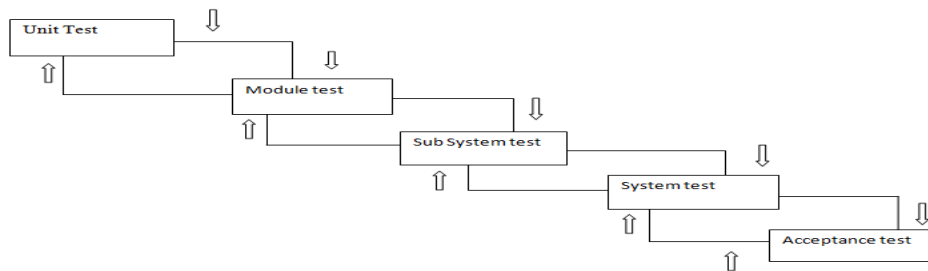 Unit Test
Module test
Sub System test
System test
Acceptance test